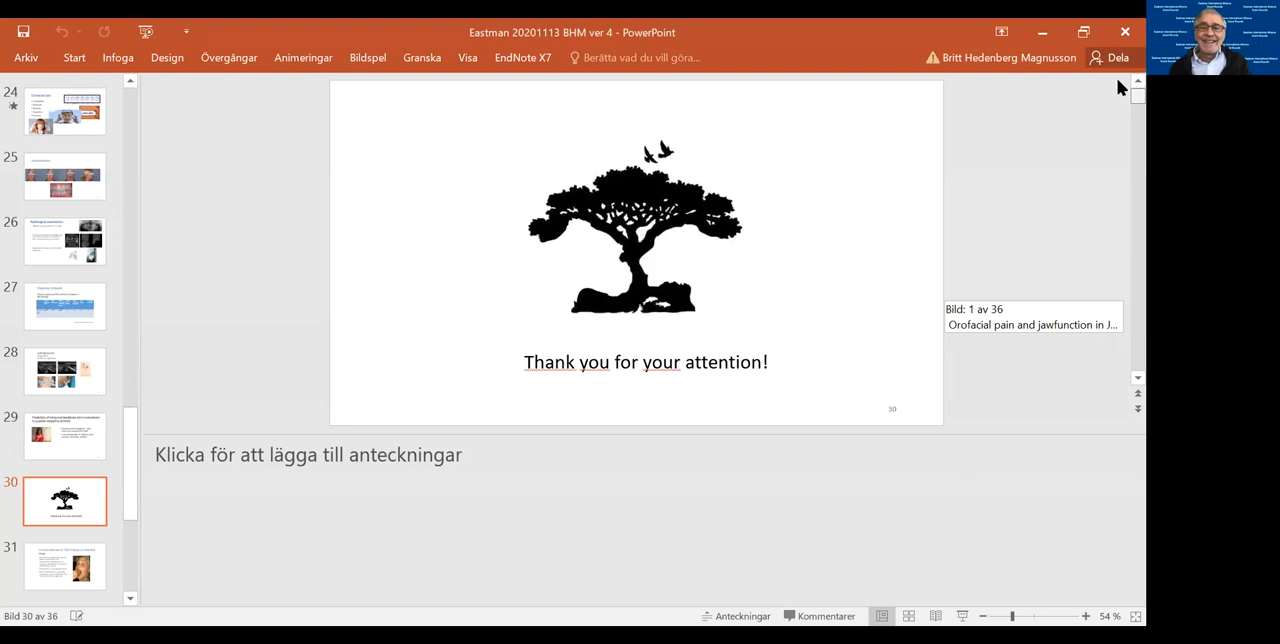 Eastman 20201113 BHM ver 4 - PowerPoint
Arkiv Start Infoga Design Övergångar Animeringar Bildspel Granska Visa EndNote X7 Berätta vad du vill göra... Britt Hedenberg Magnusson Dela
24
25
26
27
28
29
30
31
Thank you for your attention!
30
Bild: 1 av 36
Orofacial pain and jawfunction in J...
Klicka för att lägga till anteckningar
Bild 30 av 36 Anteckningar Kommentarer 54 %